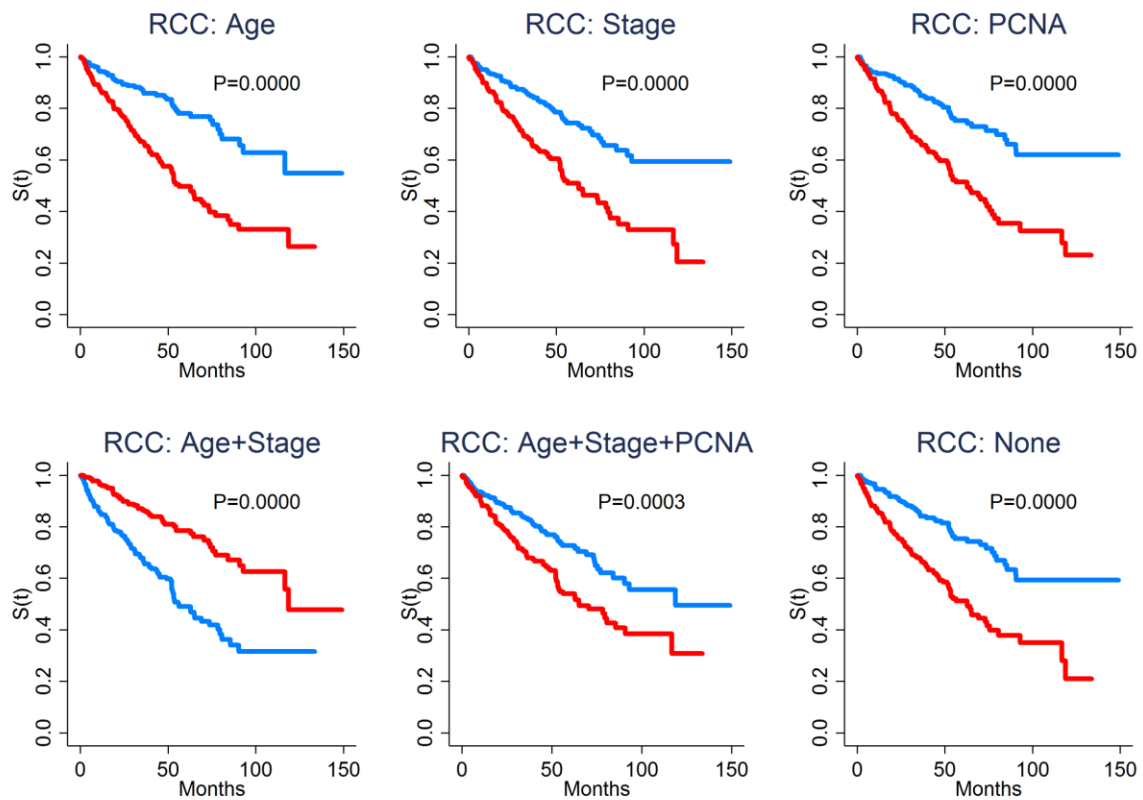 RCC: Age
RCC: Stage
RCC: PCNA
P=0.0000
P=0.0000
P=0.0000
S(t)
S(t)
S(t)
0.0 0.2 0.4 0.6 0.8 1.0
0.0 0.2 0.4 0.6 0.8 1.0
0.0 0.2 0.4 0.6 0.8 1.0
0 50 100 150
0 50 100 150
0 50 100 150
Months
Months
Months
RCC: Age+Stage
RCC: Age+Stage+PCNA
RCC: None
P=0.0000
P=0.0003
P=0.0000
S(t)
S(t)
S(t)
0.0 0.2 0.4 0.6 0.8 1.0
0.0 0.2 0.4 0.6 0.8 1.0
0.0 0.2 0.4 0.6 0.8 1.0
0 50 100 150
0 50 100 150
0 50 100 150
Months
Months
Months